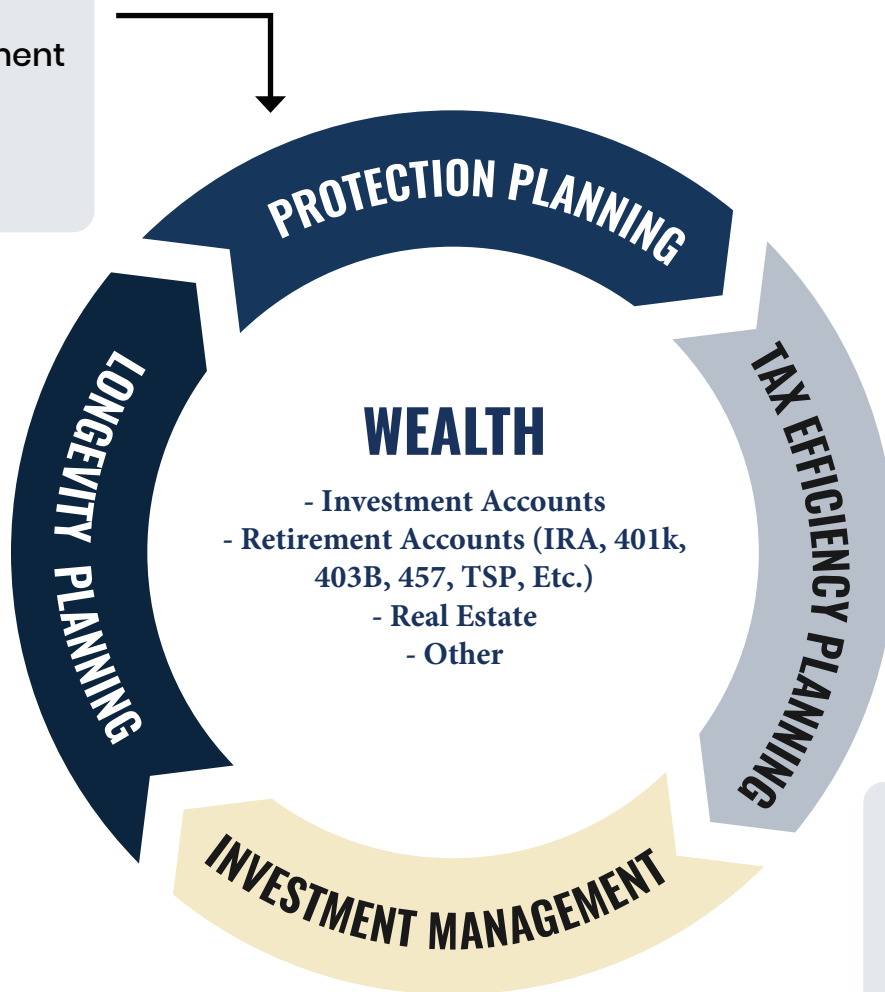 PROTECTION PLANNING
TAX EFFICIENCY PLANNING
LONGEVITY PLANNING
WEALTH
- Investment Accounts
- Retirement Accounts (IRA, 401k,
403B, 457, TSP, Etc.)
- Real Estate
- Other
INVESTMENT MANAGEMENT